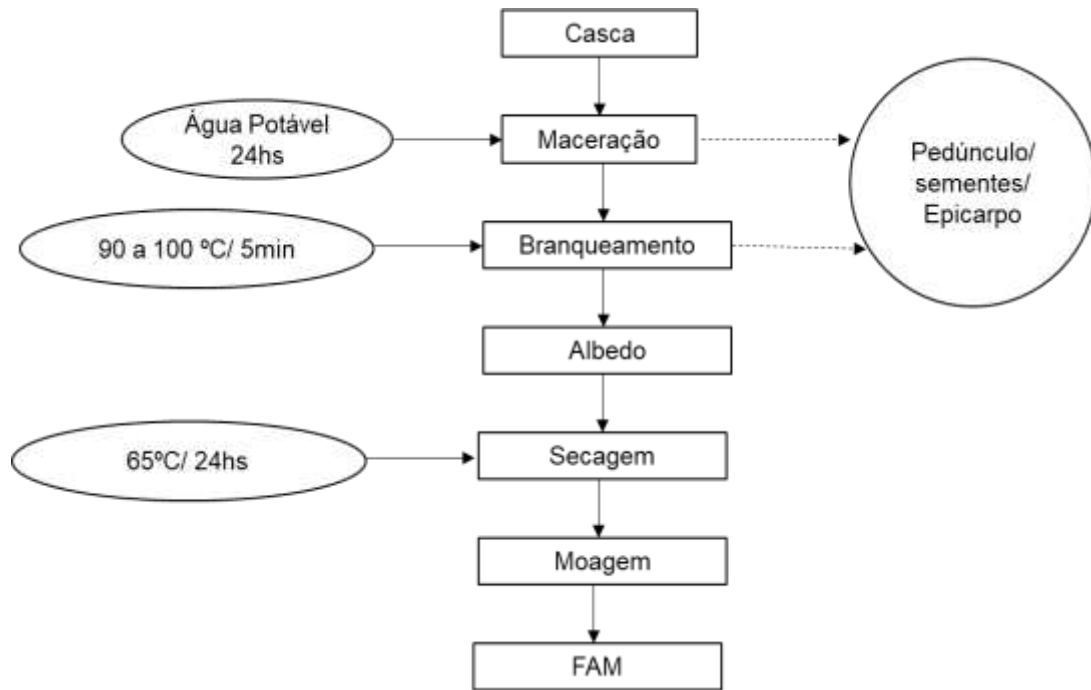 Casca
Água Potável
24hs
Maceração
Pedúnculo/
sementes/
Epicarpo
90 a 100 ºC/ 5min
Branqueamento
Albedo
65ºC/ 24hs
Secagem
Moagem
FAM